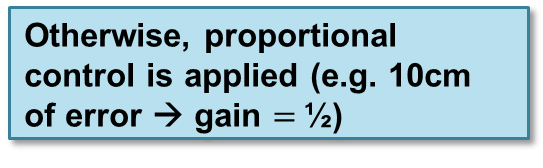 Otherwise, proportional
control is applied (e.g. 10cm
of error → gain = ½)